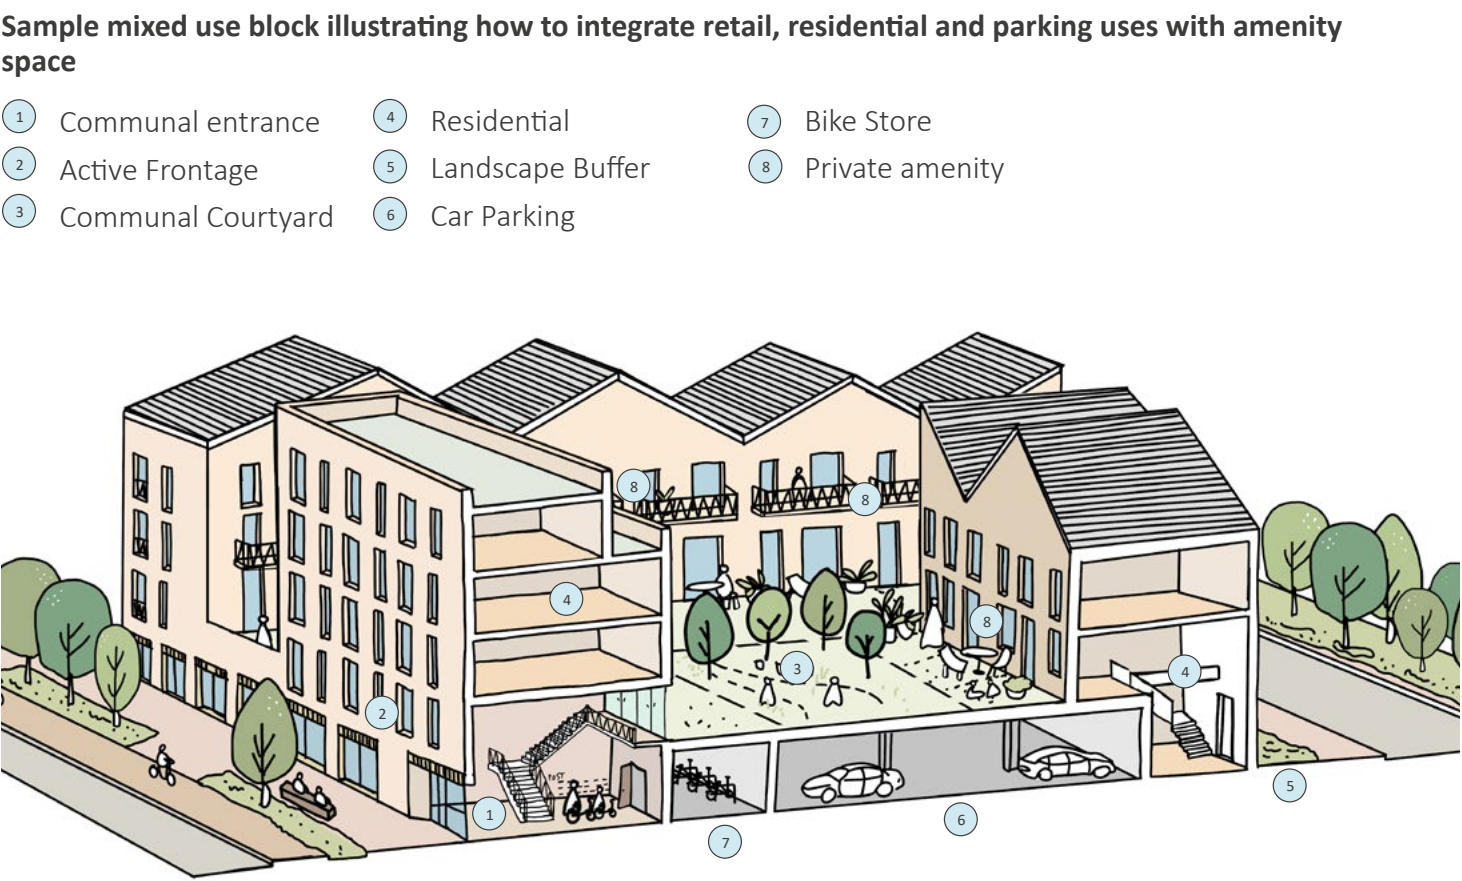 Sample mixed use block illustrating how to integrate retail, residential and parking uses with amenity
space
1 Communal entrance
2 Active Frontage
3 Communal Courtyard
4 Residential
5 Landscape Buffer
6 Car Parking
7 Bike Store
8 Private amenity
8
8
4
8
3
4
2
POST
1
5
6
7